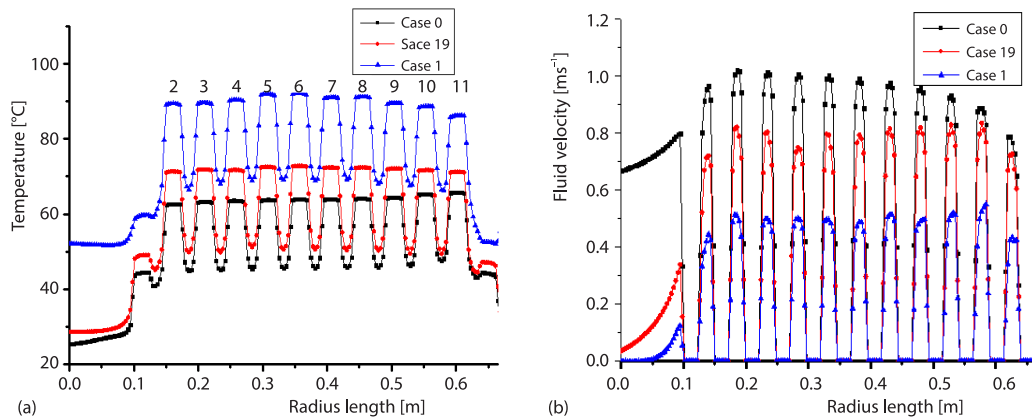 Case 0
Sace 19
Case 1
Temperature [°C]
100
80
60
40
20
2 3 4 5 6 7 8 9 10 11
0.0 0.1 0.2 0.3 0.4 0.5 0.6
Radius length [m]
(a)
Case 0
Case 19
Case 1
Fluid velocity [ms⁻¹]
1.2
1.0
0.8
0.6
0.4
0.2
0.0
0.0 0.1 0.2 0.3 0.4 0.5 0.6
Radius length [m]
(b)